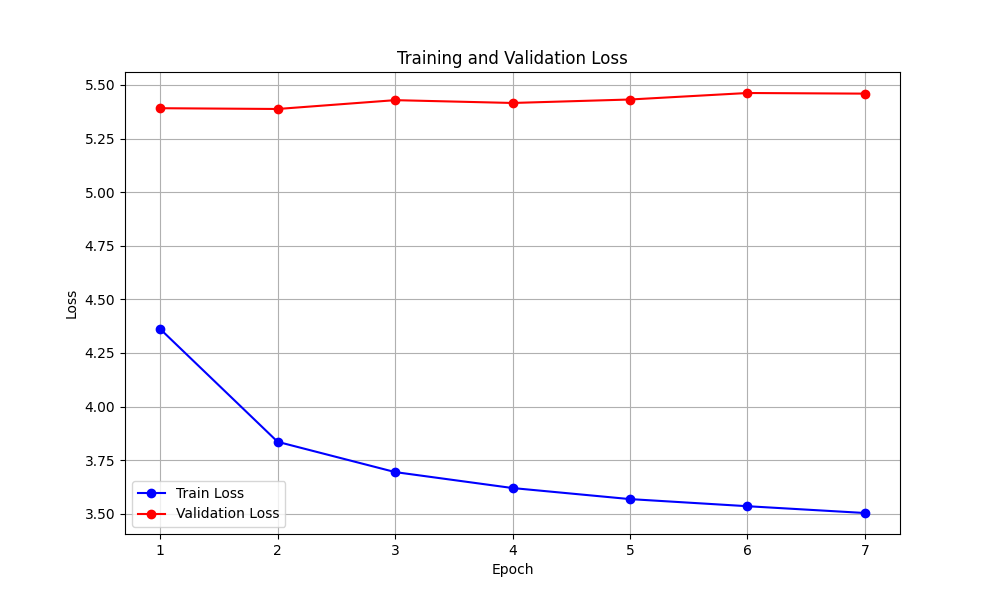 Training and Validation Loss
5.50
5.25
5.00
4.75
4.50
4.25
4.00
3.75
3.50
Loss
Train Loss
Validation Loss
1 2 3 4 5 6 7
Epoch